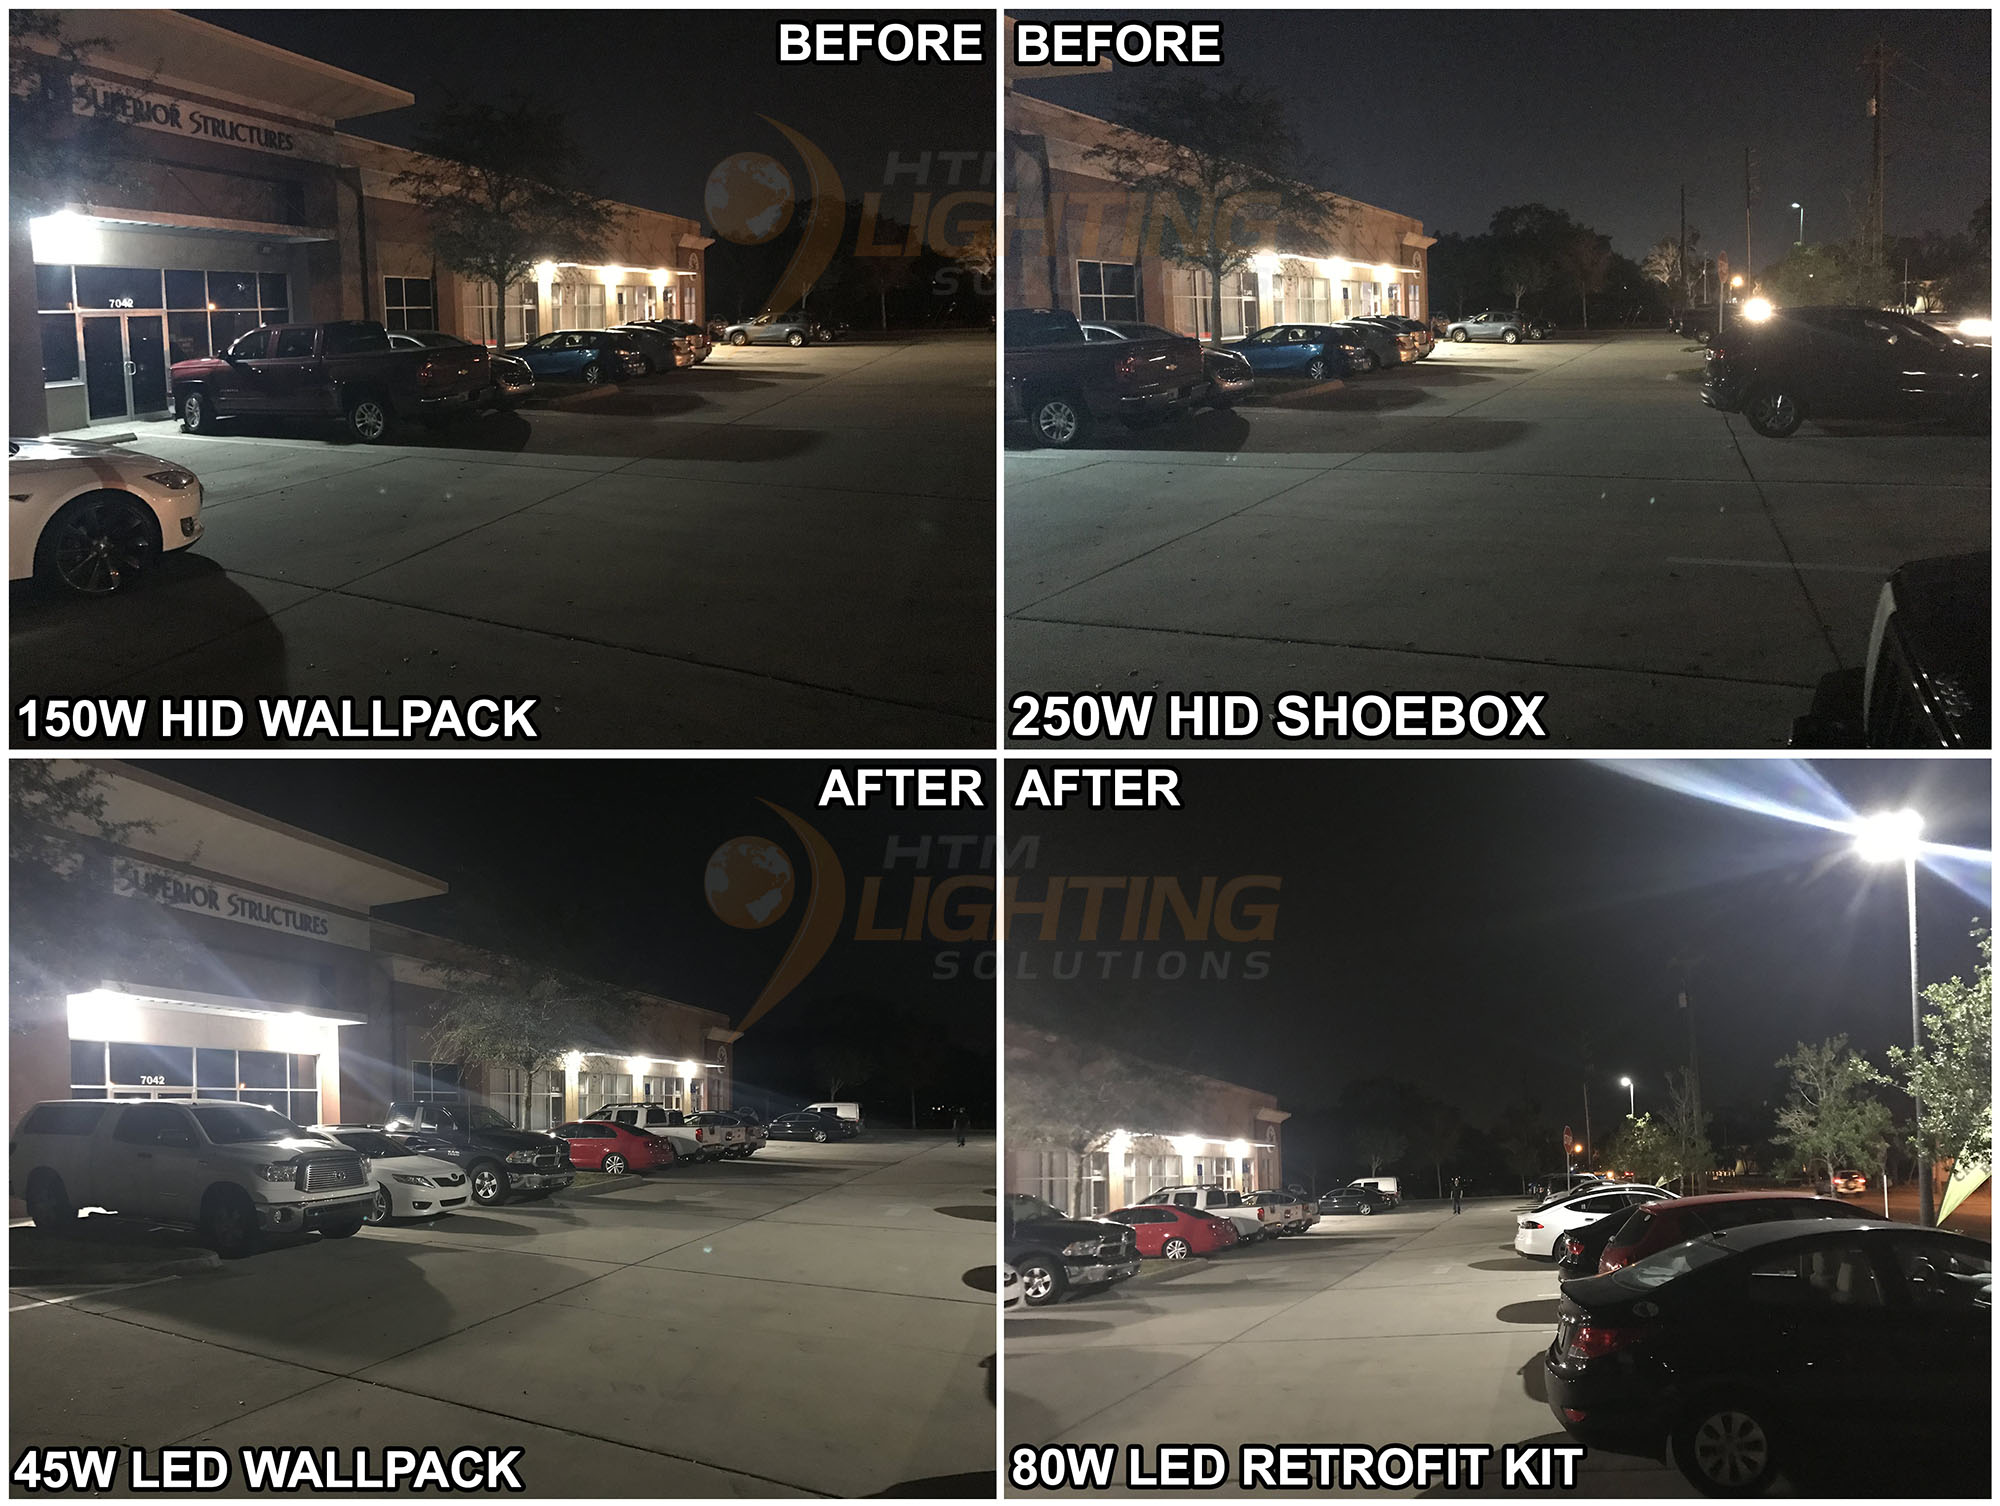 BEFORE
SUPERIOR STRUCTURES
7042
150W HID WALLPACK
BEFORE
250W HID SHOEBOX
HTM
LIGHTING
SOLUTIONS
AFTER
SUPERIOR STRUCTURES
7042
45W LED WALLPACK
AFTER
80W LED RETROFIT KIT
HTM
LIGHTING
SOLUTIONS